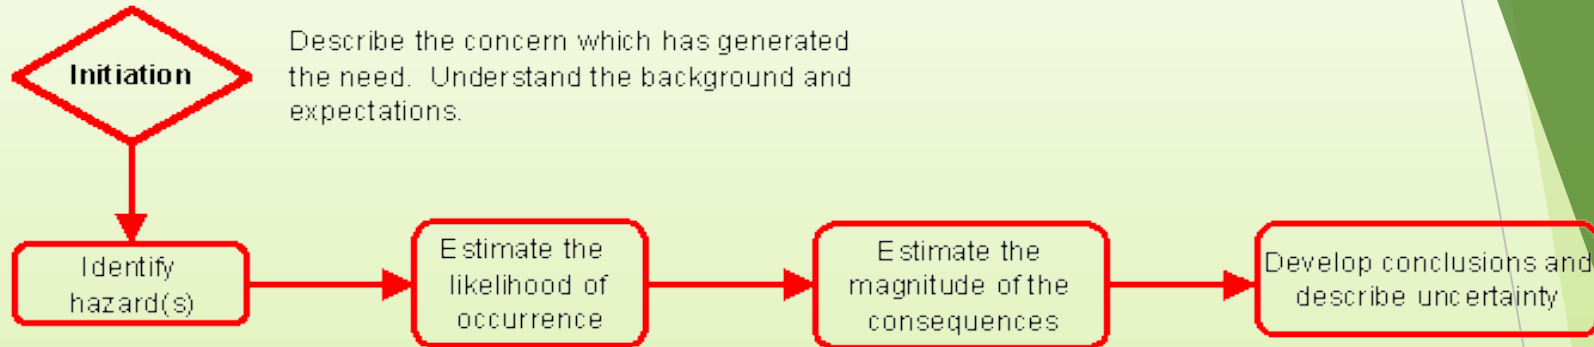 Initiation
Describe the concern which has generated
the need. Understand the background and
expectations.
Identify
hazard(s)
Estimate the
likelihood of
occurrence
Estimate the
magnitude of the
consequences
Develop conclusions and
describe uncertainty